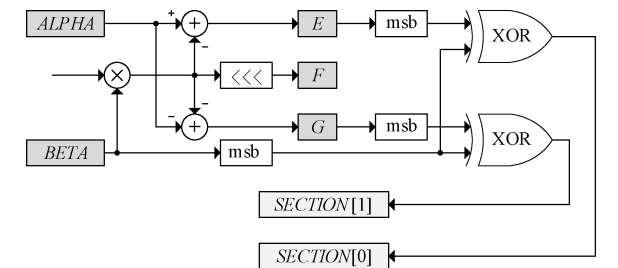 ALPHA + + E msb XOR
−
× <<< F
−
− + G msb XOR
BETA msb
SECTION[1]
SECTION[0]